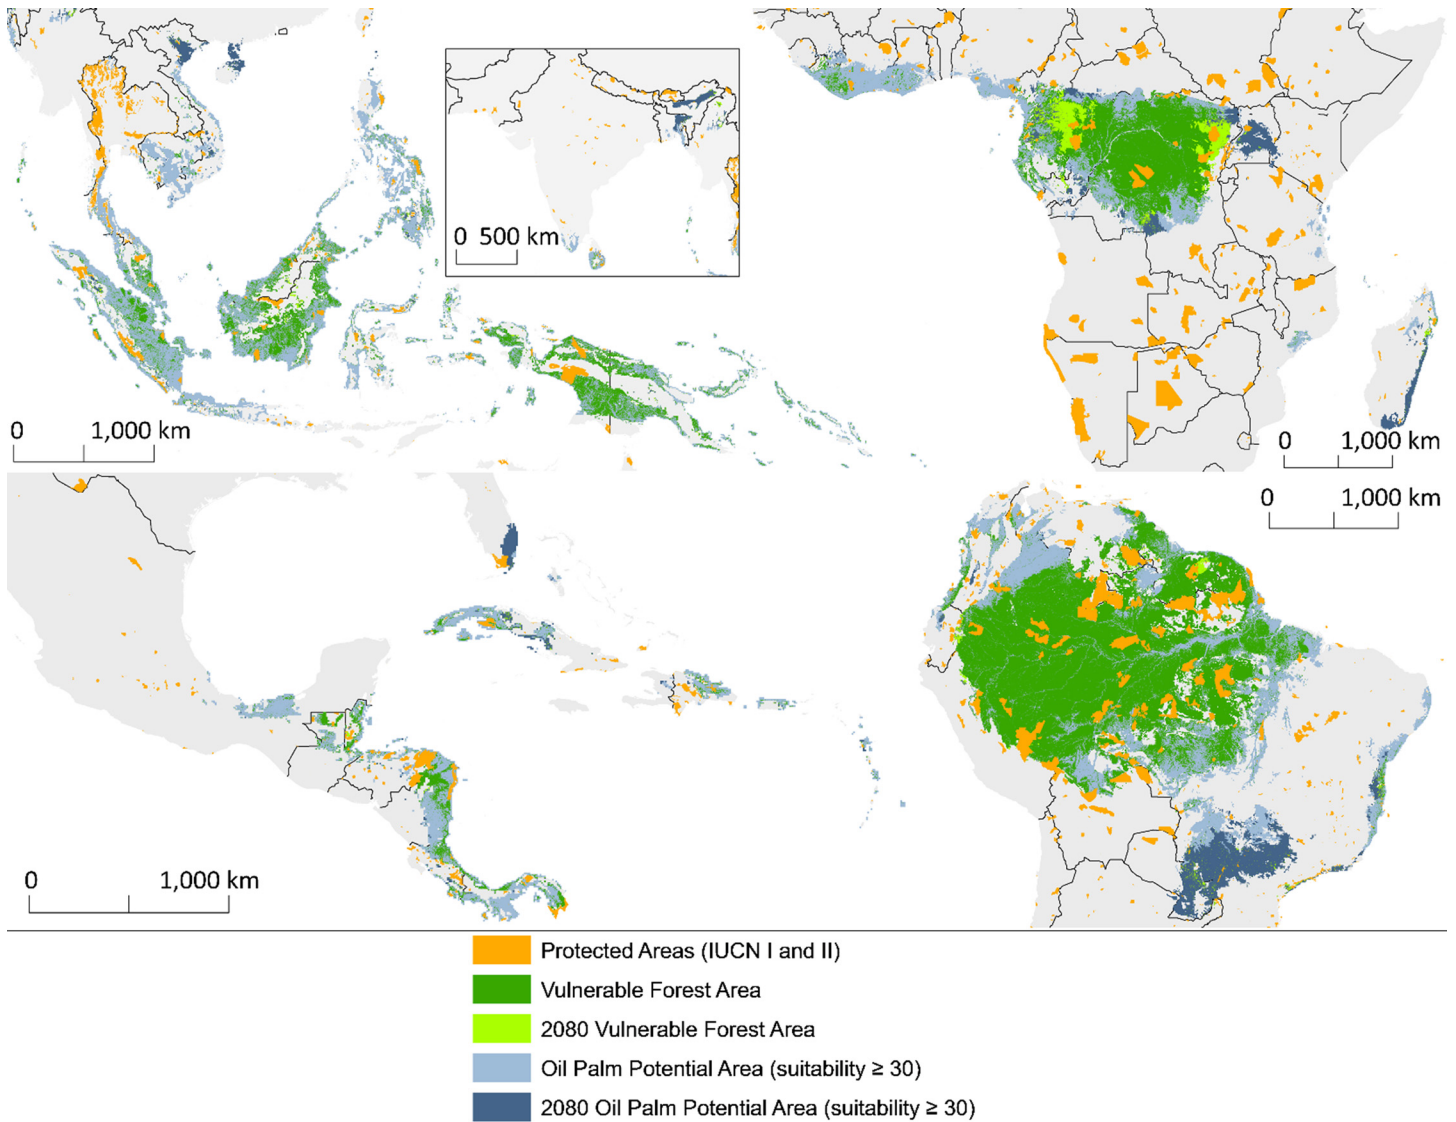 0 500 km
0 1,000 km
0 1,000 km
0 1,000 km
0 1,000 km
Protected Areas (IUCN I and II)
Vulnerable Forest Area
2080 Vulnerable Forest Area
Oil Palm Potential Area (suitability ≥ 30)
2080 Oil Palm Potential Area (suitability ≥ 30)